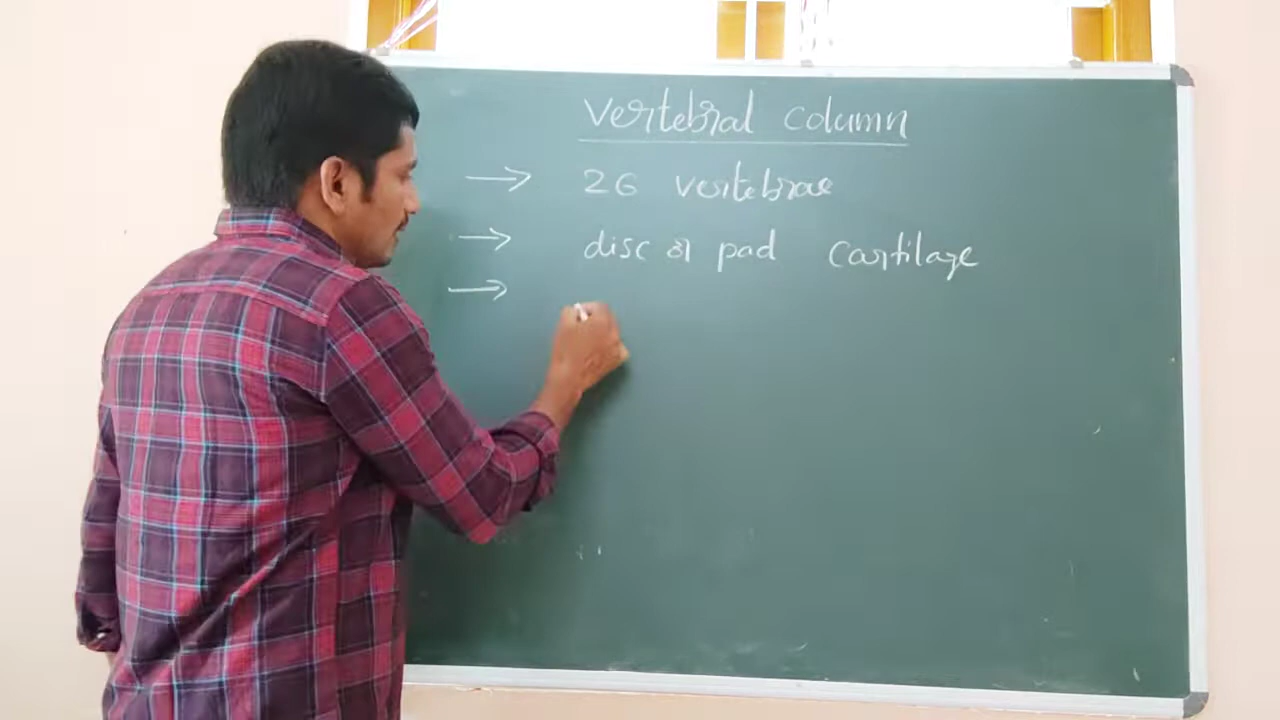 Vertebral column
→ 26 vertebrae
→ disc or pad cartilage
→